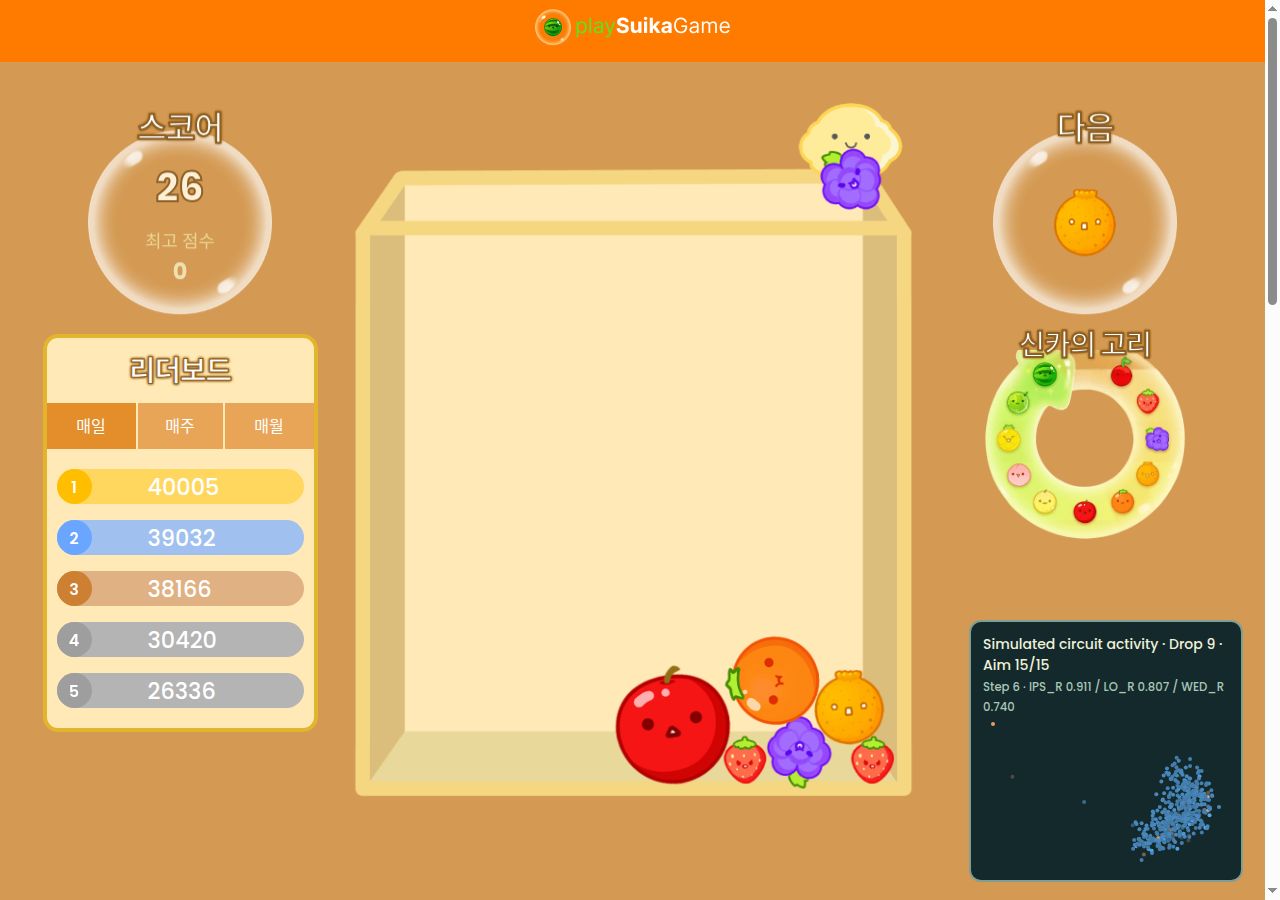 playSuikaGame
스코어
26
최고 점수
0
리더보드
매일 매주 매월
1 40005
2 39032
3 38166
4 30420
5 26336
다음
신카의 고리
Simulated circuit activity · Drop 9 ·
Aim 15/15
Step 6 · IPS_R 0.911 / LO_R 0.807 / WED_R
0.740